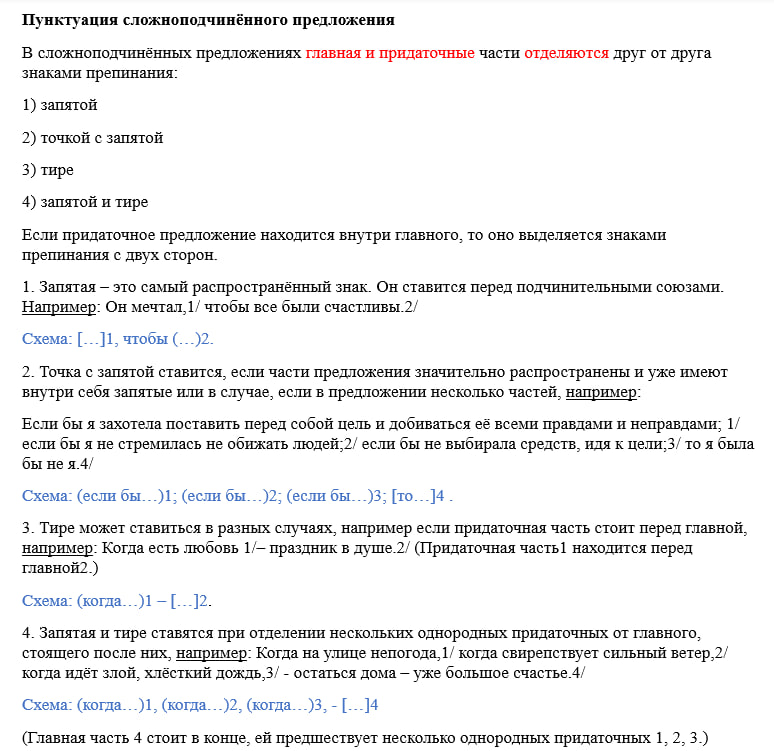 Пунктуация сложноподчинённого предложения
В сложноподчинённых предложениях главная и придаточные части отделяются друг от друга
знаками препинания:
1) запятой
2) точкой с запятой
3) тире
4) запятой и тире
Если придаточное предложение находится внутри главного, то оно выделяется знаками
препинания с двух сторон.
1. Запятая – это самый распространённый знак. Он ставится перед подчинительными союзами.
Например: Он мечтал,1/ чтобы все были счастливы.2/
Схема: […]1, чтобы (…)2.
2. Точка с запятой ставится, если части предложения значительно распространены и уже имеют
внутри себя запятые или в случае, если в предложении несколько частей, например:
Если бы я захотела поставить перед собой цель и добиваться её всеми правдами и неправдами; 1/
если бы я не стремилась не обижать людей;2/ если бы не выбирала средств, идя к цели;3/ то я была
бы не я.4/
Схема: (если бы…)1; (если бы…)2; (если бы…)3; [то…]4 .
3. Тире может ставиться в разных случаях, например если придаточная часть стоит перед главной,
например: Когда есть любовь 1/– праздник в душе.2/ (Придаточная часть1 находится перед
главной2.)
Схема: (когда…)1 – […]2.
4. Запятая и тире ставятся при отделении нескольких однородных придаточных от главного,
стоящего после них, например: Когда на улице непогода,1/ когда свирепствует сильный ветер,2/
когда идёт злой, хлёсткий дождь,3/ - остаться дома – уже большое счастье.4/
Схема: (когда…)1, (когда…)2, (когда…)3, - […]4
(Главная часть 4 стоит в конце, ей предшествует несколько однородных придаточных 1, 2, 3.)